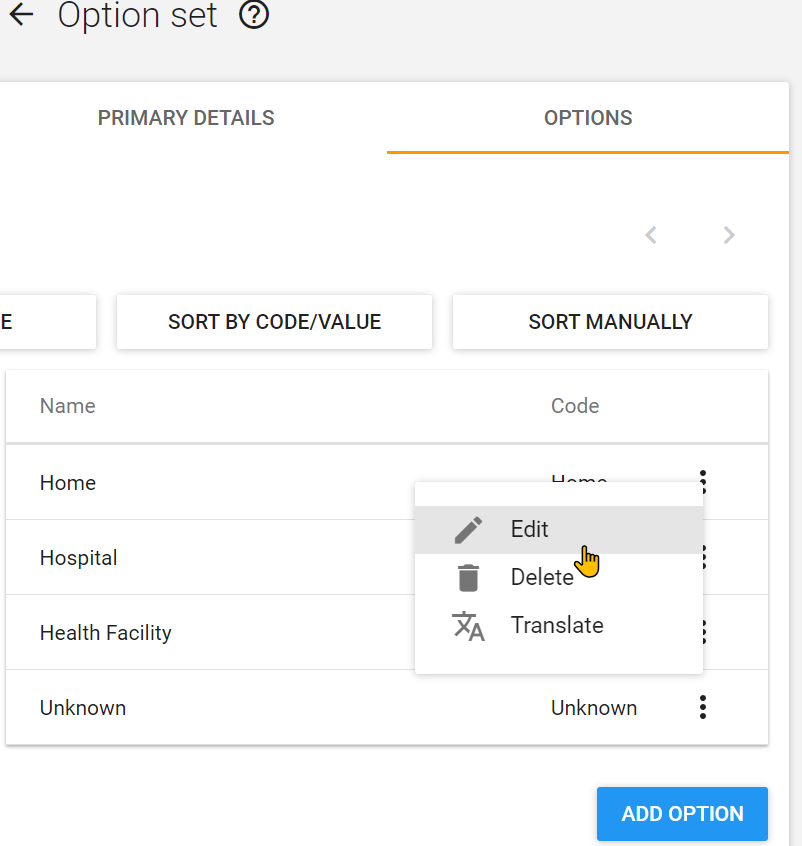 Option set
PRIMARY DETAILS
OPTIONS
E
SORT BY CODE/VALUE
SORT MANUALLY
Name
Code
Home
Home
Edit
Hospital
Delete
Translate
Health Facility
Unknown
Unknown
ADD OPTION